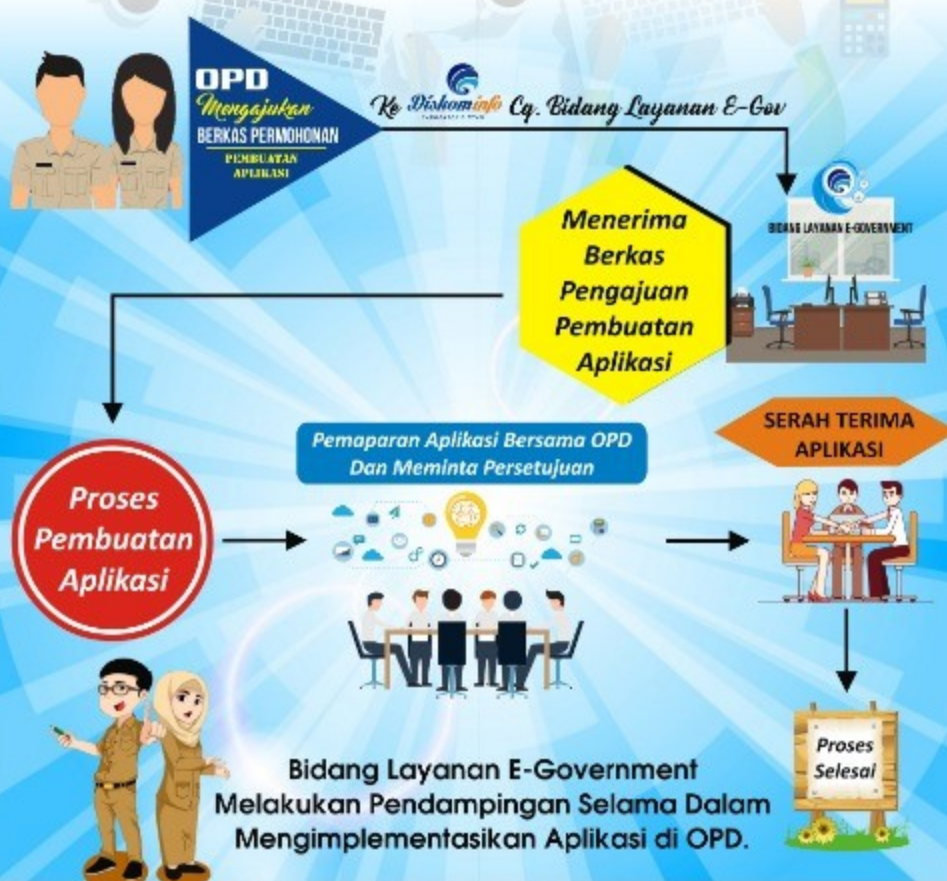 OPD
Mengajukan
BERKAS PERMOHONAN
PEMBUATAN
APLIKASI
Ke Diskominfo Cq. Bidang Layanan E-Gov
BIDANG LAYANAN E-GOVERNMENT
Menerima
Berkas
Pengajuan
Pembuatan
Aplikasi
Proses
Pembuatan
Aplikasi
Pemaparan Aplikasi Bersama OPD
Dan Meminta Persetujuan
SERAH TERIMA
APLIKASI
Proses
Selesai
Bidang Layanan E-Government
Melakukan Pendampingan Selama Dalam
Mengimplementasikan Aplikasi di OPD.